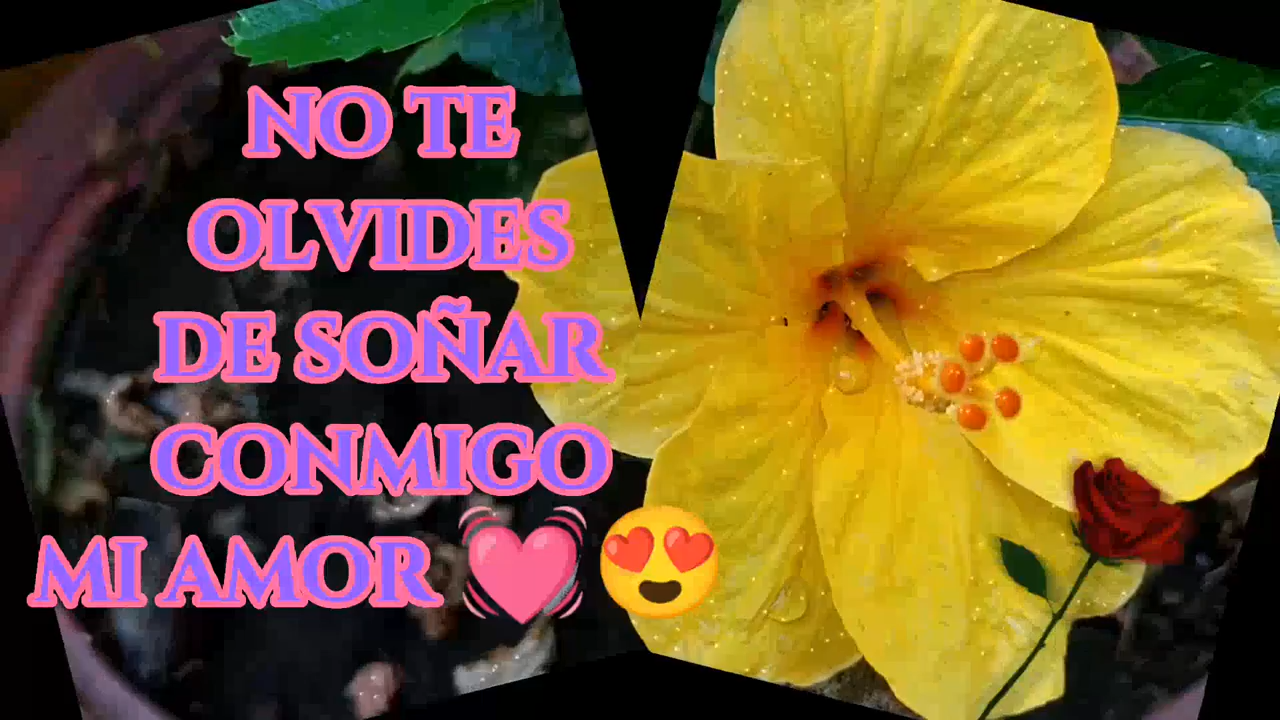 NO TE
OLVIDES
DE SOÑAR
CONMIGO
MI AMOR 💓 😍